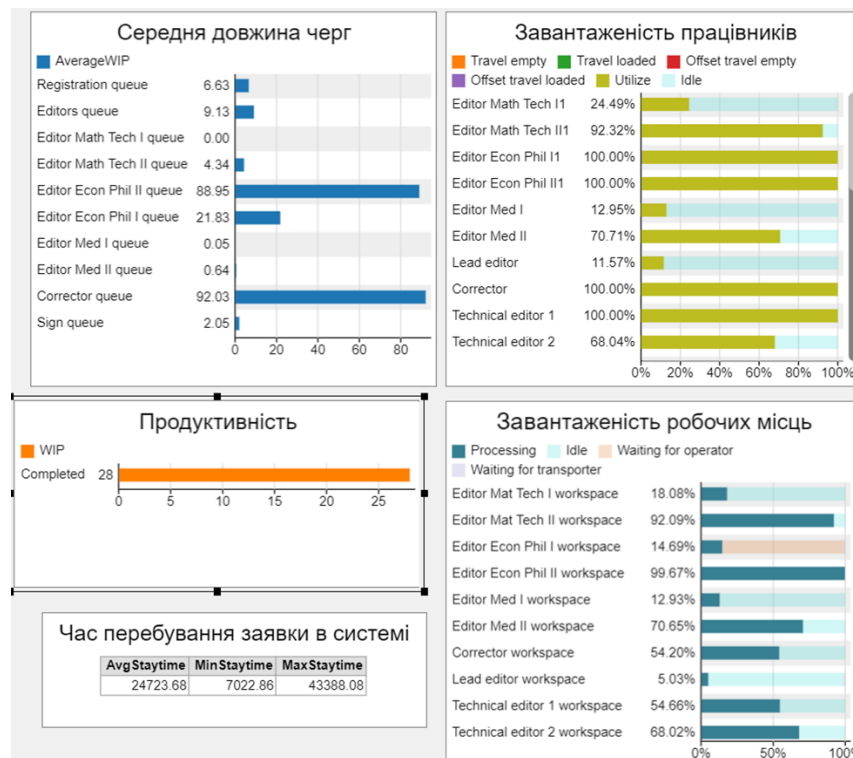 Середня довжина черг
AverageWIP
Registration queue 6.63
Editors queue 9.13
Editor Math Tech I queue 0.00
Editor Math Tech II queue 4.34
Editor Econ Phil II queue 88.95
Editor Econ Phil I queue 21.83
Editor Med I queue 0.05
Editor Med II queue 0.64
Corrector queue 92.03
Sign queue 2.05
0 20 40 60 80
Завантаженість працівників
Travel empty Travel loaded Offset travel empty
Offset travel loaded Utilize Idle
Editor Math Tech I1 24.49%
Editor Math Tech II1 92.32%
Editor Econ Phil I1 100.00%
Editor Econ Phil II1 100.00%
Editor Med I 12.95%
Editor Med II 70.71%
Lead editor 11.57%
Corrector 100.00%
Technical editor 1 100.00%
Technical editor 2 68.04%
0% 20% 40% 60% 80% 100%
Продуктивність
WIP
Completed 28
0 5 10 15 20 25
Час перебування заявки в системі
AvgStaytime MinStaytime MaxStaytime
24723.68 7022.86 43388.08
Завантаженість робочих місць
Processing Idle Waiting for operator
Waiting for transporter
Editor Mat Tech I workspace 18.08%
Editor Mat Tech II workspace 92.09%
Editor Econ Phil I workspace 14.69%
Editor Econ Phil II workspace 99.67%
Editor Med I workspace 12.93%
Editor Med II workspace 70.65%
Corrector workspace 54.20%
Lead editor workspace 5.03%
Technical editor 1 workspace 54.66%
Technical editor 2 workspace 68.02%
0% 50% 100%